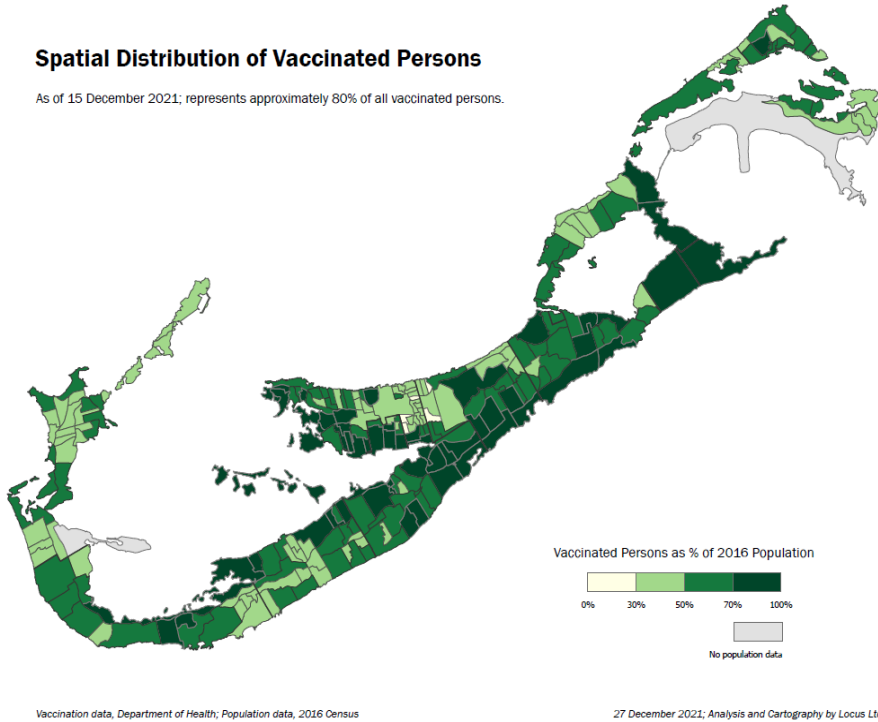 Spatial Distribution of Vaccinated Persons
As of 15 December 2021; represents approximately 80% of all vaccinated persons.
Vaccinated Persons as % of 2016 Population
0% 30% 50% 70% 100%
No population data
Vaccination data, Department of Health; Population data, 2016 Census
27 December 2021; Analysis and Cartography by Locus Lt